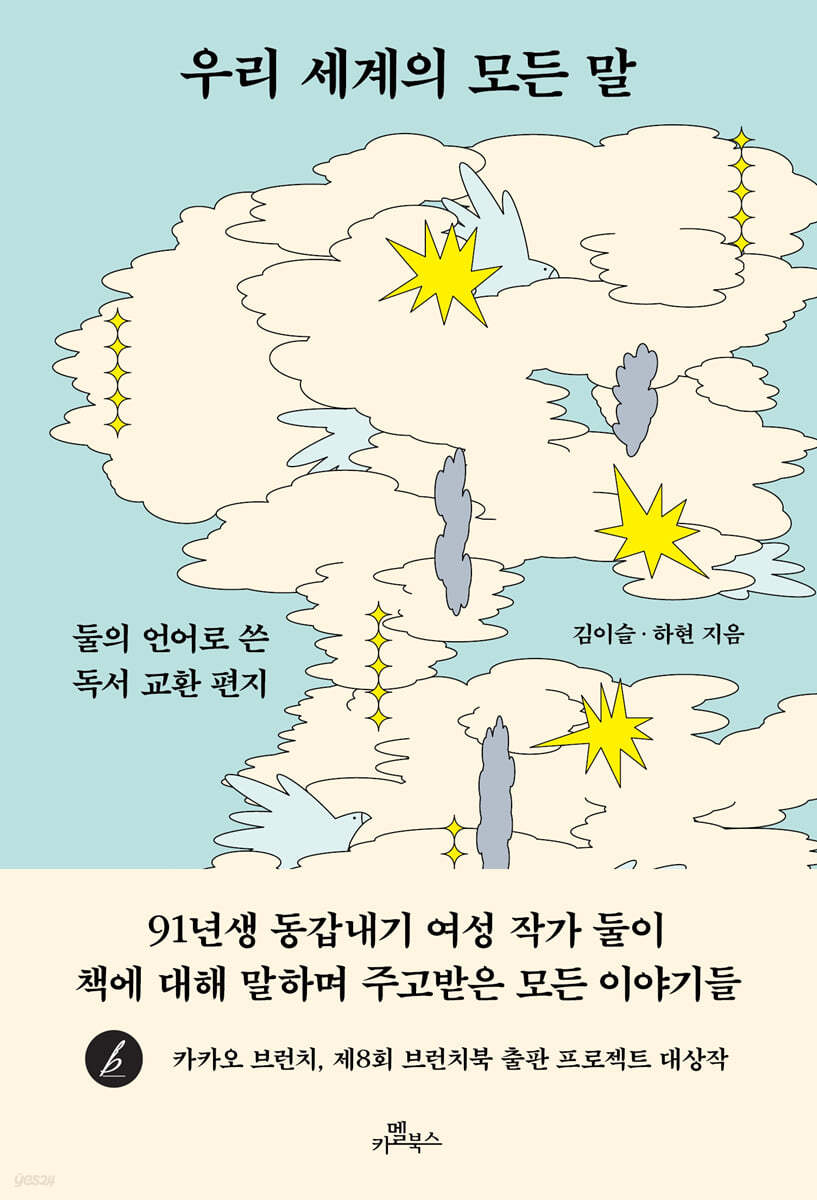 우리 세계의 모든 말
둘의 언어로 쓴
독서 교환 편지
김이슬·하현 지음
91년생 동갑내기 여성 작가 둘이
책에 대해 말하며 주고받은 모든 이야기들
b
카카오 브런치, 제8회 브런치북 출판 프로젝트 대상작
카멜북스
yes24